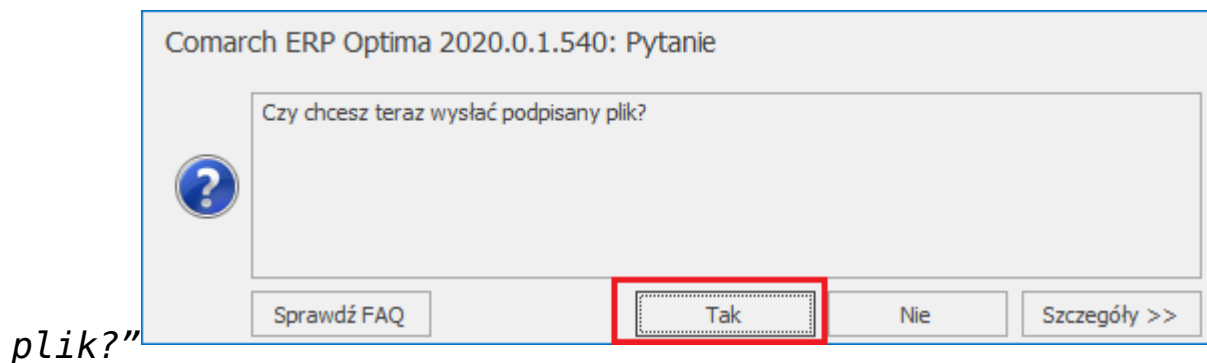 Comarch ERP Optima 2020.0.1.540: Pytanie
Czy chcesz teraz wysłać podpisany plik?
Sprawdź FAQ Tak Nie Szczegóły >>
plik?”